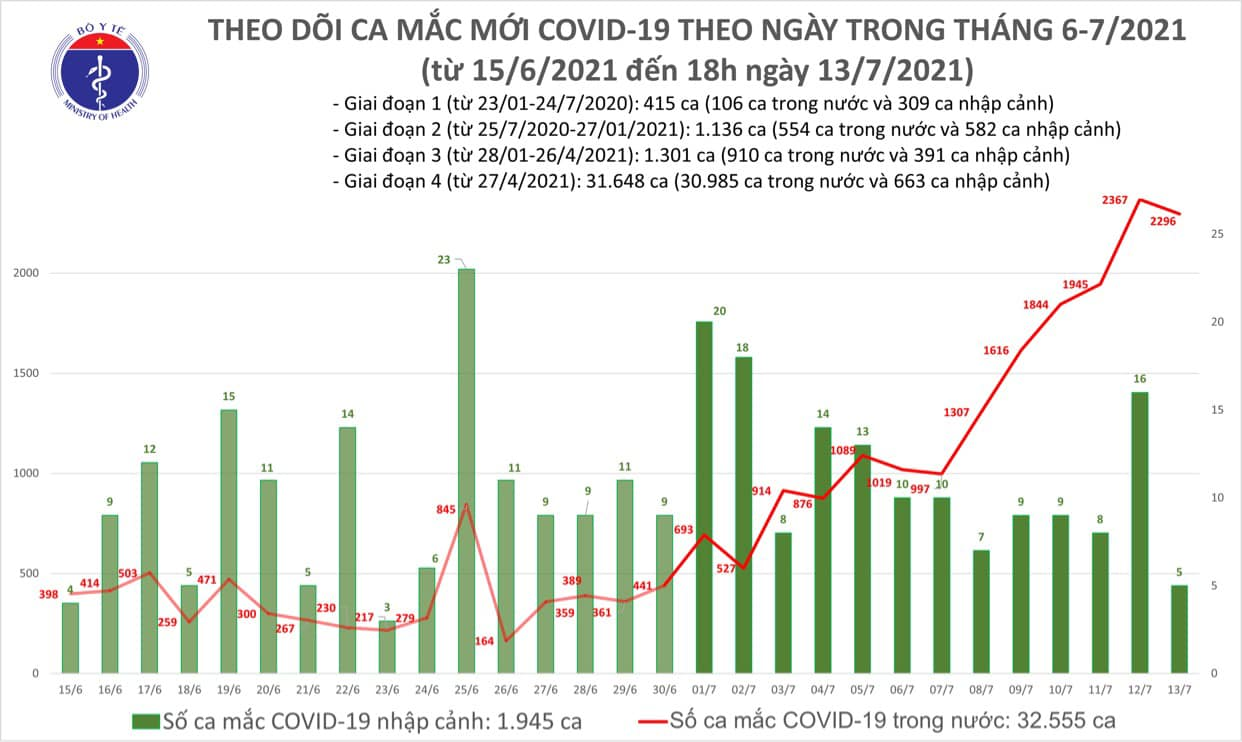 BỘ Y TẾ
MINISTRY OF HEALTH
THEO DÕI CA MẮC MỚI COVID-19 THEO NGÀY TRONG THÁNG 6-7/2021
(từ 15/6/2021 đến 18h ngày 13/7/2021)
- Giai đoạn 1 (từ 23/01-24/7/2020): 415 ca (106 ca trong nước và 309 ca nhập cảnh)
- Giai đoạn 2 (từ 25/7/2020-27/01/2021): 1.136 ca (554 ca trong nước và 582 ca nhập cảnh)
- Giai đoạn 3 (từ 28/01-26/4/2021): 1.301 ca (910 ca trong nước và 391 ca nhập cảnh)
- Giai đoạn 4 (từ 27/4/2021): 31.648 ca (30.985 ca trong nước và 663 ca nhập cảnh)
2000
1500
1000
500
0
25
20
15
10
5
0
4 9 12 5 15 11 5 14 3 6 23 11 9 9 11 9 20 18 8 14 13 10 10 7 9 9 8 16 5
398 414 503 259 471 300 267 230 217 279 845 164 359 389 361 441 693 527 914 876 1089 1019 997 1307 1616 1844 1945 2367 2296
15/6 16/6 17/6 18/6 19/6 20/6 21/6 22/6 23/6 24/6 25/6 26/6 27/6 28/6 29/6 30/6 01/7 02/7 03/7 04/7 05/7 06/7 07/7 08/7 09/7 10/7 11/7 12/7 13/7
Số ca mắc COVID-19 nhập cảnh: 1.945 ca
Số ca mắc COVID-19 trong nước: 32.555 ca